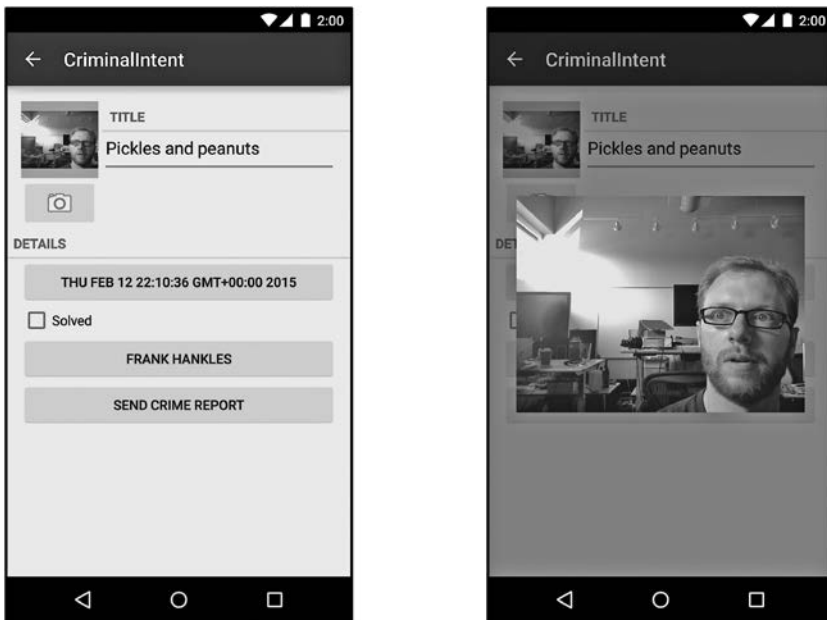 2:00
CriminalIntent
TITLE
Pickles and peanuts
DETAILS
THU FEB 12 22:10:36 GMT+00:00 2015
Solved
FRANK HANKLES
SEND CRIME REPORT
2:00
CriminalIntent
TITLE
Pickles and peanuts
DET